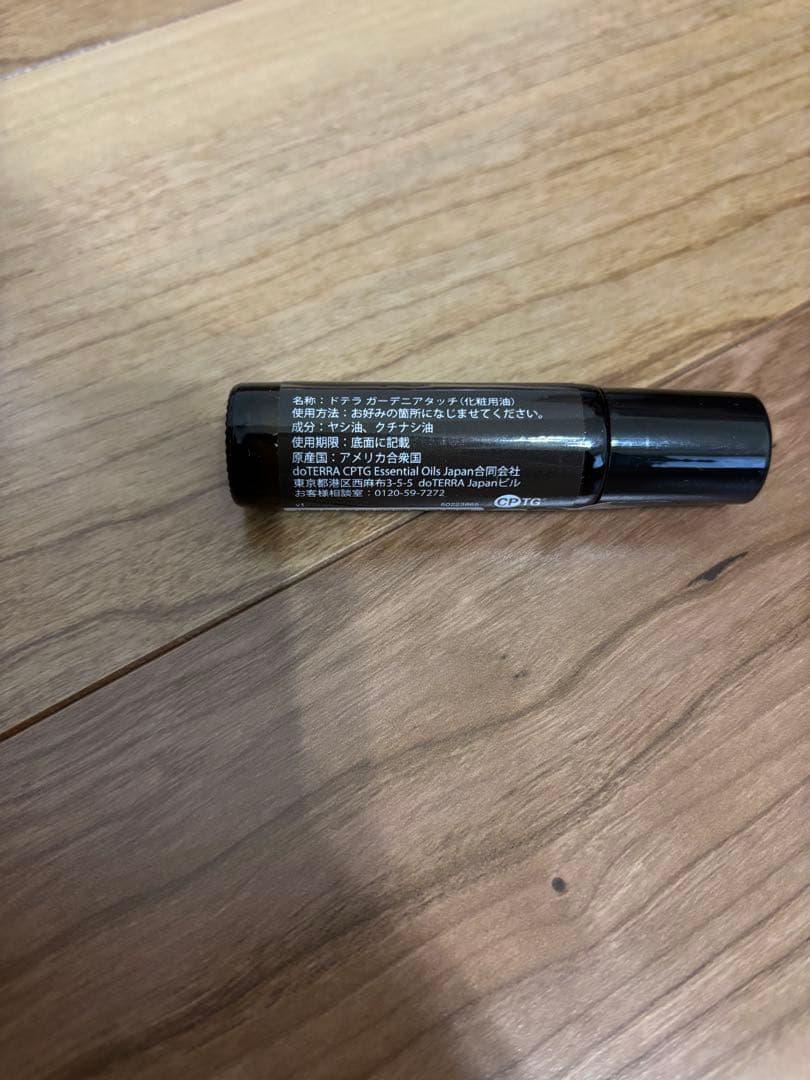 名称：ドテラ ガーデニアタッチ（化粧用油）
使用方法：お好みの箇所になじませてください。
成分：ヤシ油、クチナシ油
使用期限：底面に記載
原産国：アメリカ合衆国
doTERRA CPTG Essential Oils Japan合同会社
東京都港区西麻布3-5-5 doTERRA Japanビル
お客様相談室：0120-59-7272
CPTG
v1